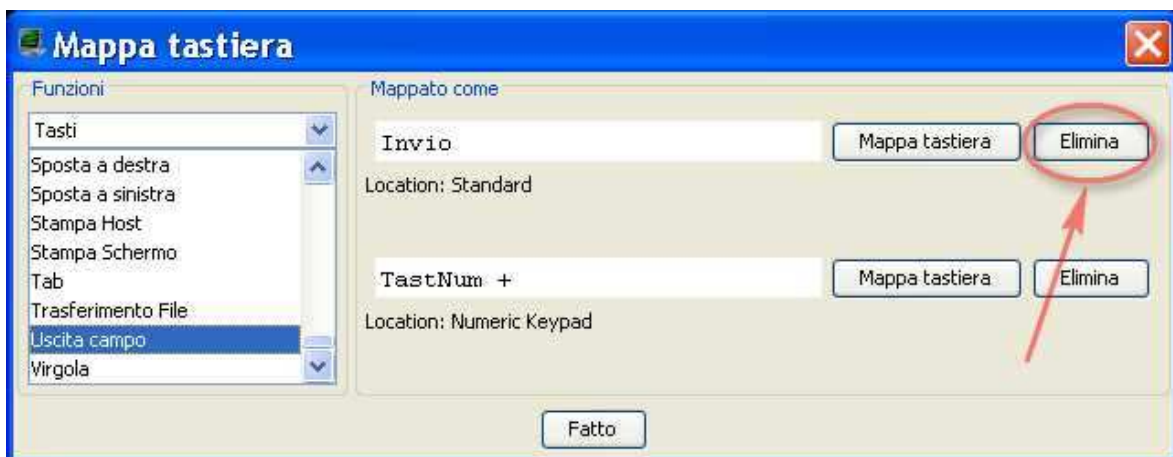 Mappa tastiera
Funzioni
Tasti
Sposta a destra
Sposta a sinistra
Stampa Host
Stampa Schermo
Tab
Trasferimento File
Uscita campo
Virgola
Mappato come
Invio
Mappa tastiera
Elimina
Location: Standard
TastNum +
Mappa tastiera
Elimina
Location: Numeric Keypad
Fatto